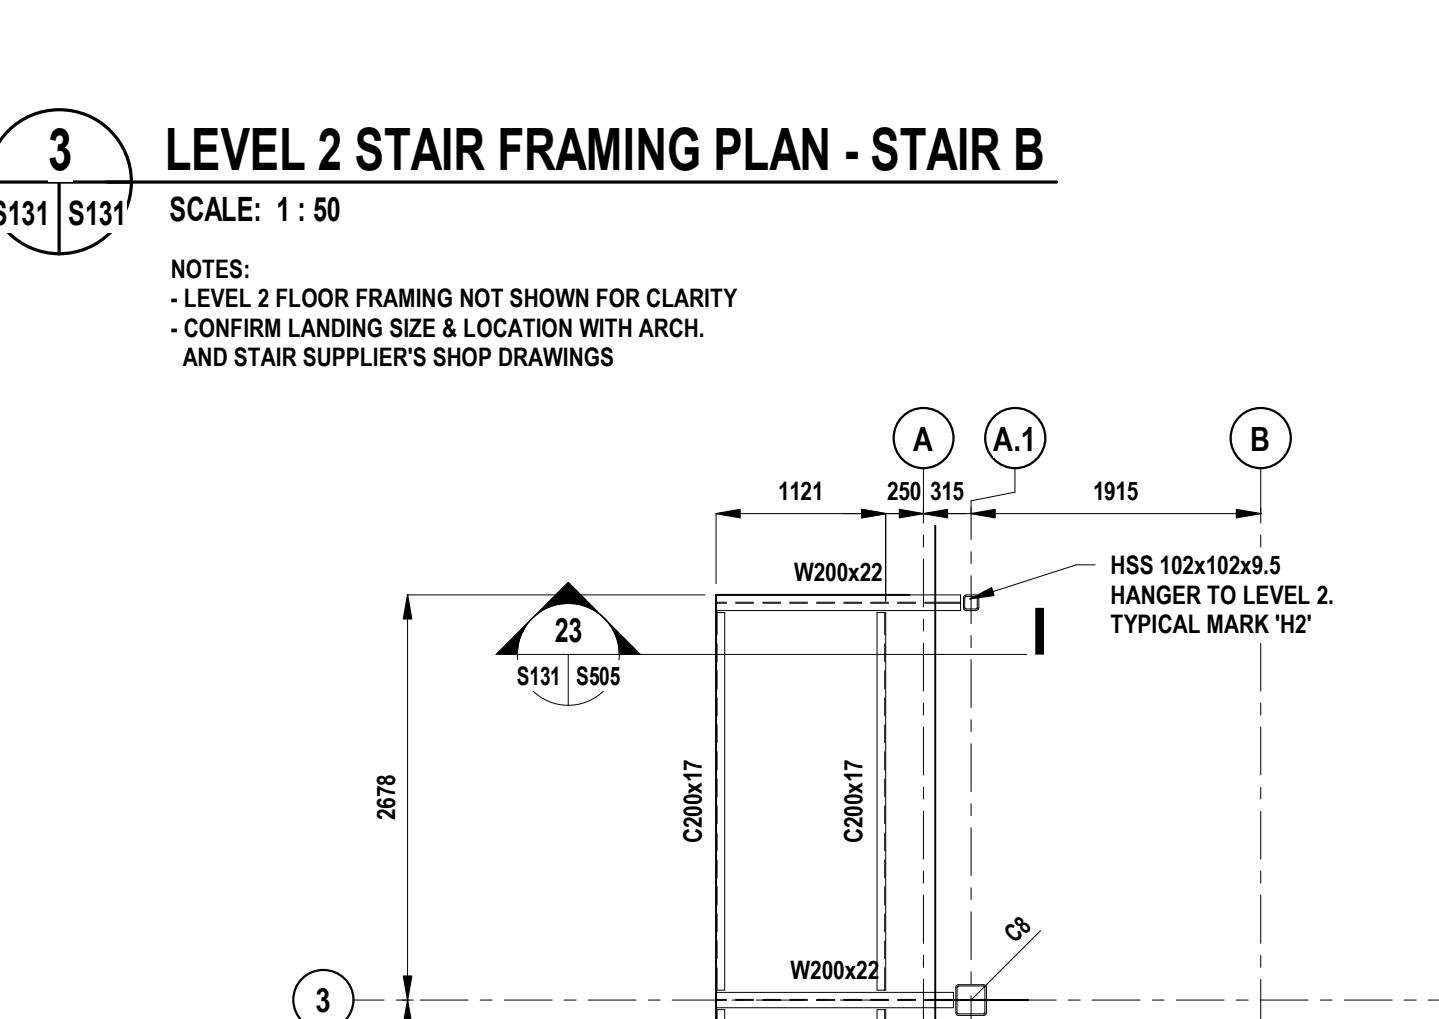 3
LEVEL 2 STAIR FRAMING PLAN - STAIR B
S131
S131
SCALE: 1 : 50
NOTES:
- LEVEL 2 FLOOR FRAMING NOT SHOWN FOR CLARITY
- CONFIRM LANDING SIZE & LOCATION WITH ARCH.
AND STAIR SUPPLIER'S SHOP DRAWINGS
A
A.1
B
1121
250
315
1915
W200x22
HSS 102x102x9.5
HANGER TO LEVEL 2.
TYPICAL MARK 'H2'
23
S131
S505
2678
C200x17
C200x17
C8
W200x22
3